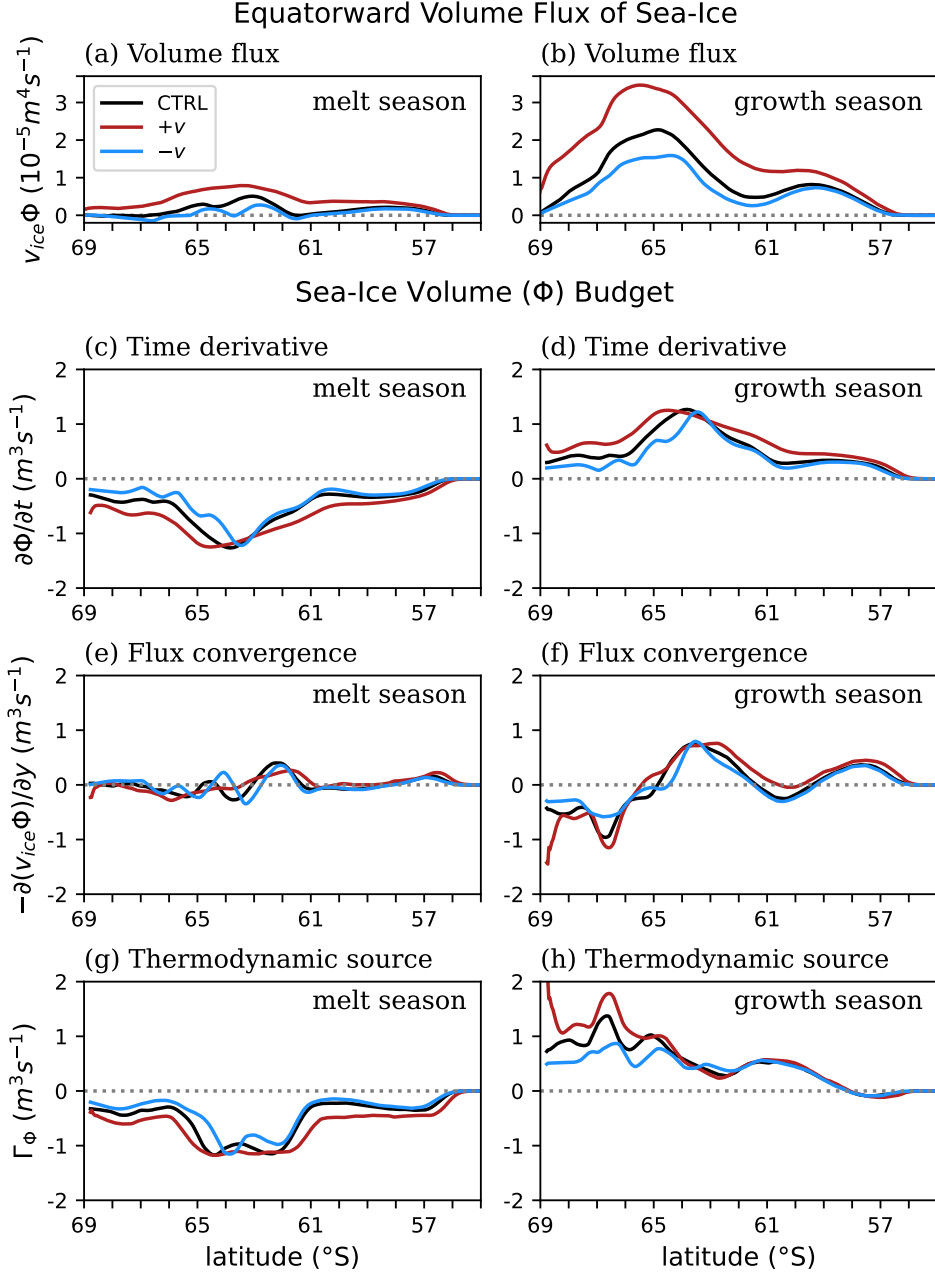 Equatorward Volume Flux of Sea-Ice
(a) Volume flux
(b) Volume flux
v_ice Φ (10⁻⁵m⁴s⁻¹)
melt season
growth season
CTRL
+v
−v
3
2
1
0
3
2
1
0
69 65 61 57
69 65 61 57
Sea-Ice Volume (Φ) Budget
(c) Time derivative
(d) Time derivative
∂Φ/∂t (m³s⁻¹)
melt season
growth season
2
1
0
-1
-2
2
1
0
-1
-2
69 65 61 57
69 65 61 57
(e) Flux convergence
(f) Flux convergence
−∂(v_ice Φ)/∂y (m³s⁻¹)
melt season
growth season
2
1
0
-1
-2
2
1
0
-1
-2
69 65 61 57
69 65 61 57
(g) Thermodynamic source
(h) Thermodynamic source
Γ_Φ (m³s⁻¹)
melt season
growth season
2
1
0
-1
-2
2
1
0
-1
-2
69 65 61 57
69 65 61 57
latitude (°S)
latitude (°S)